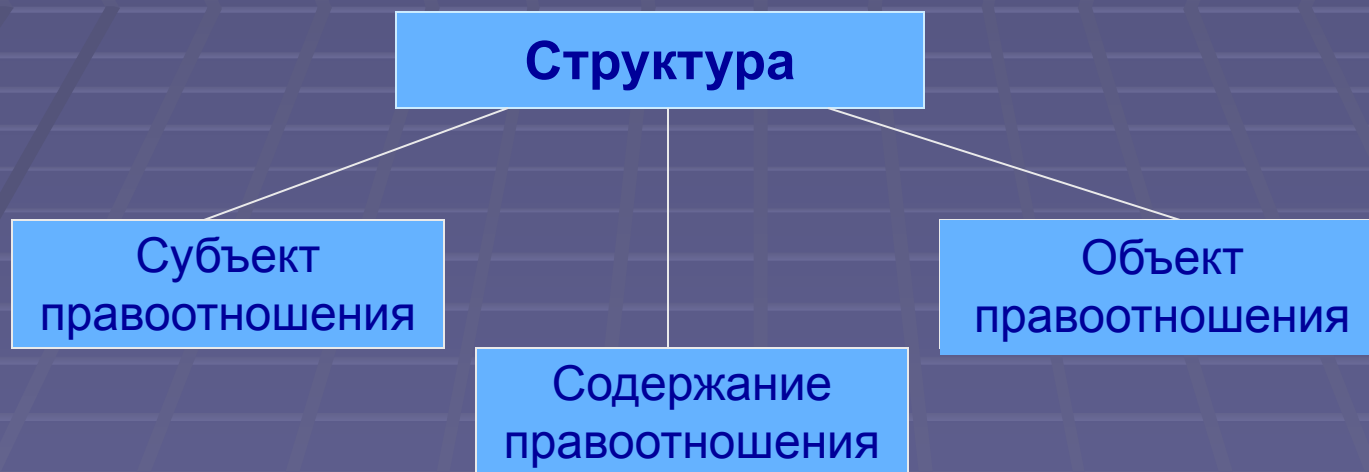 Структура
Субъект
правоотношения
Содержание
правоотношения
Объект
правоотношения